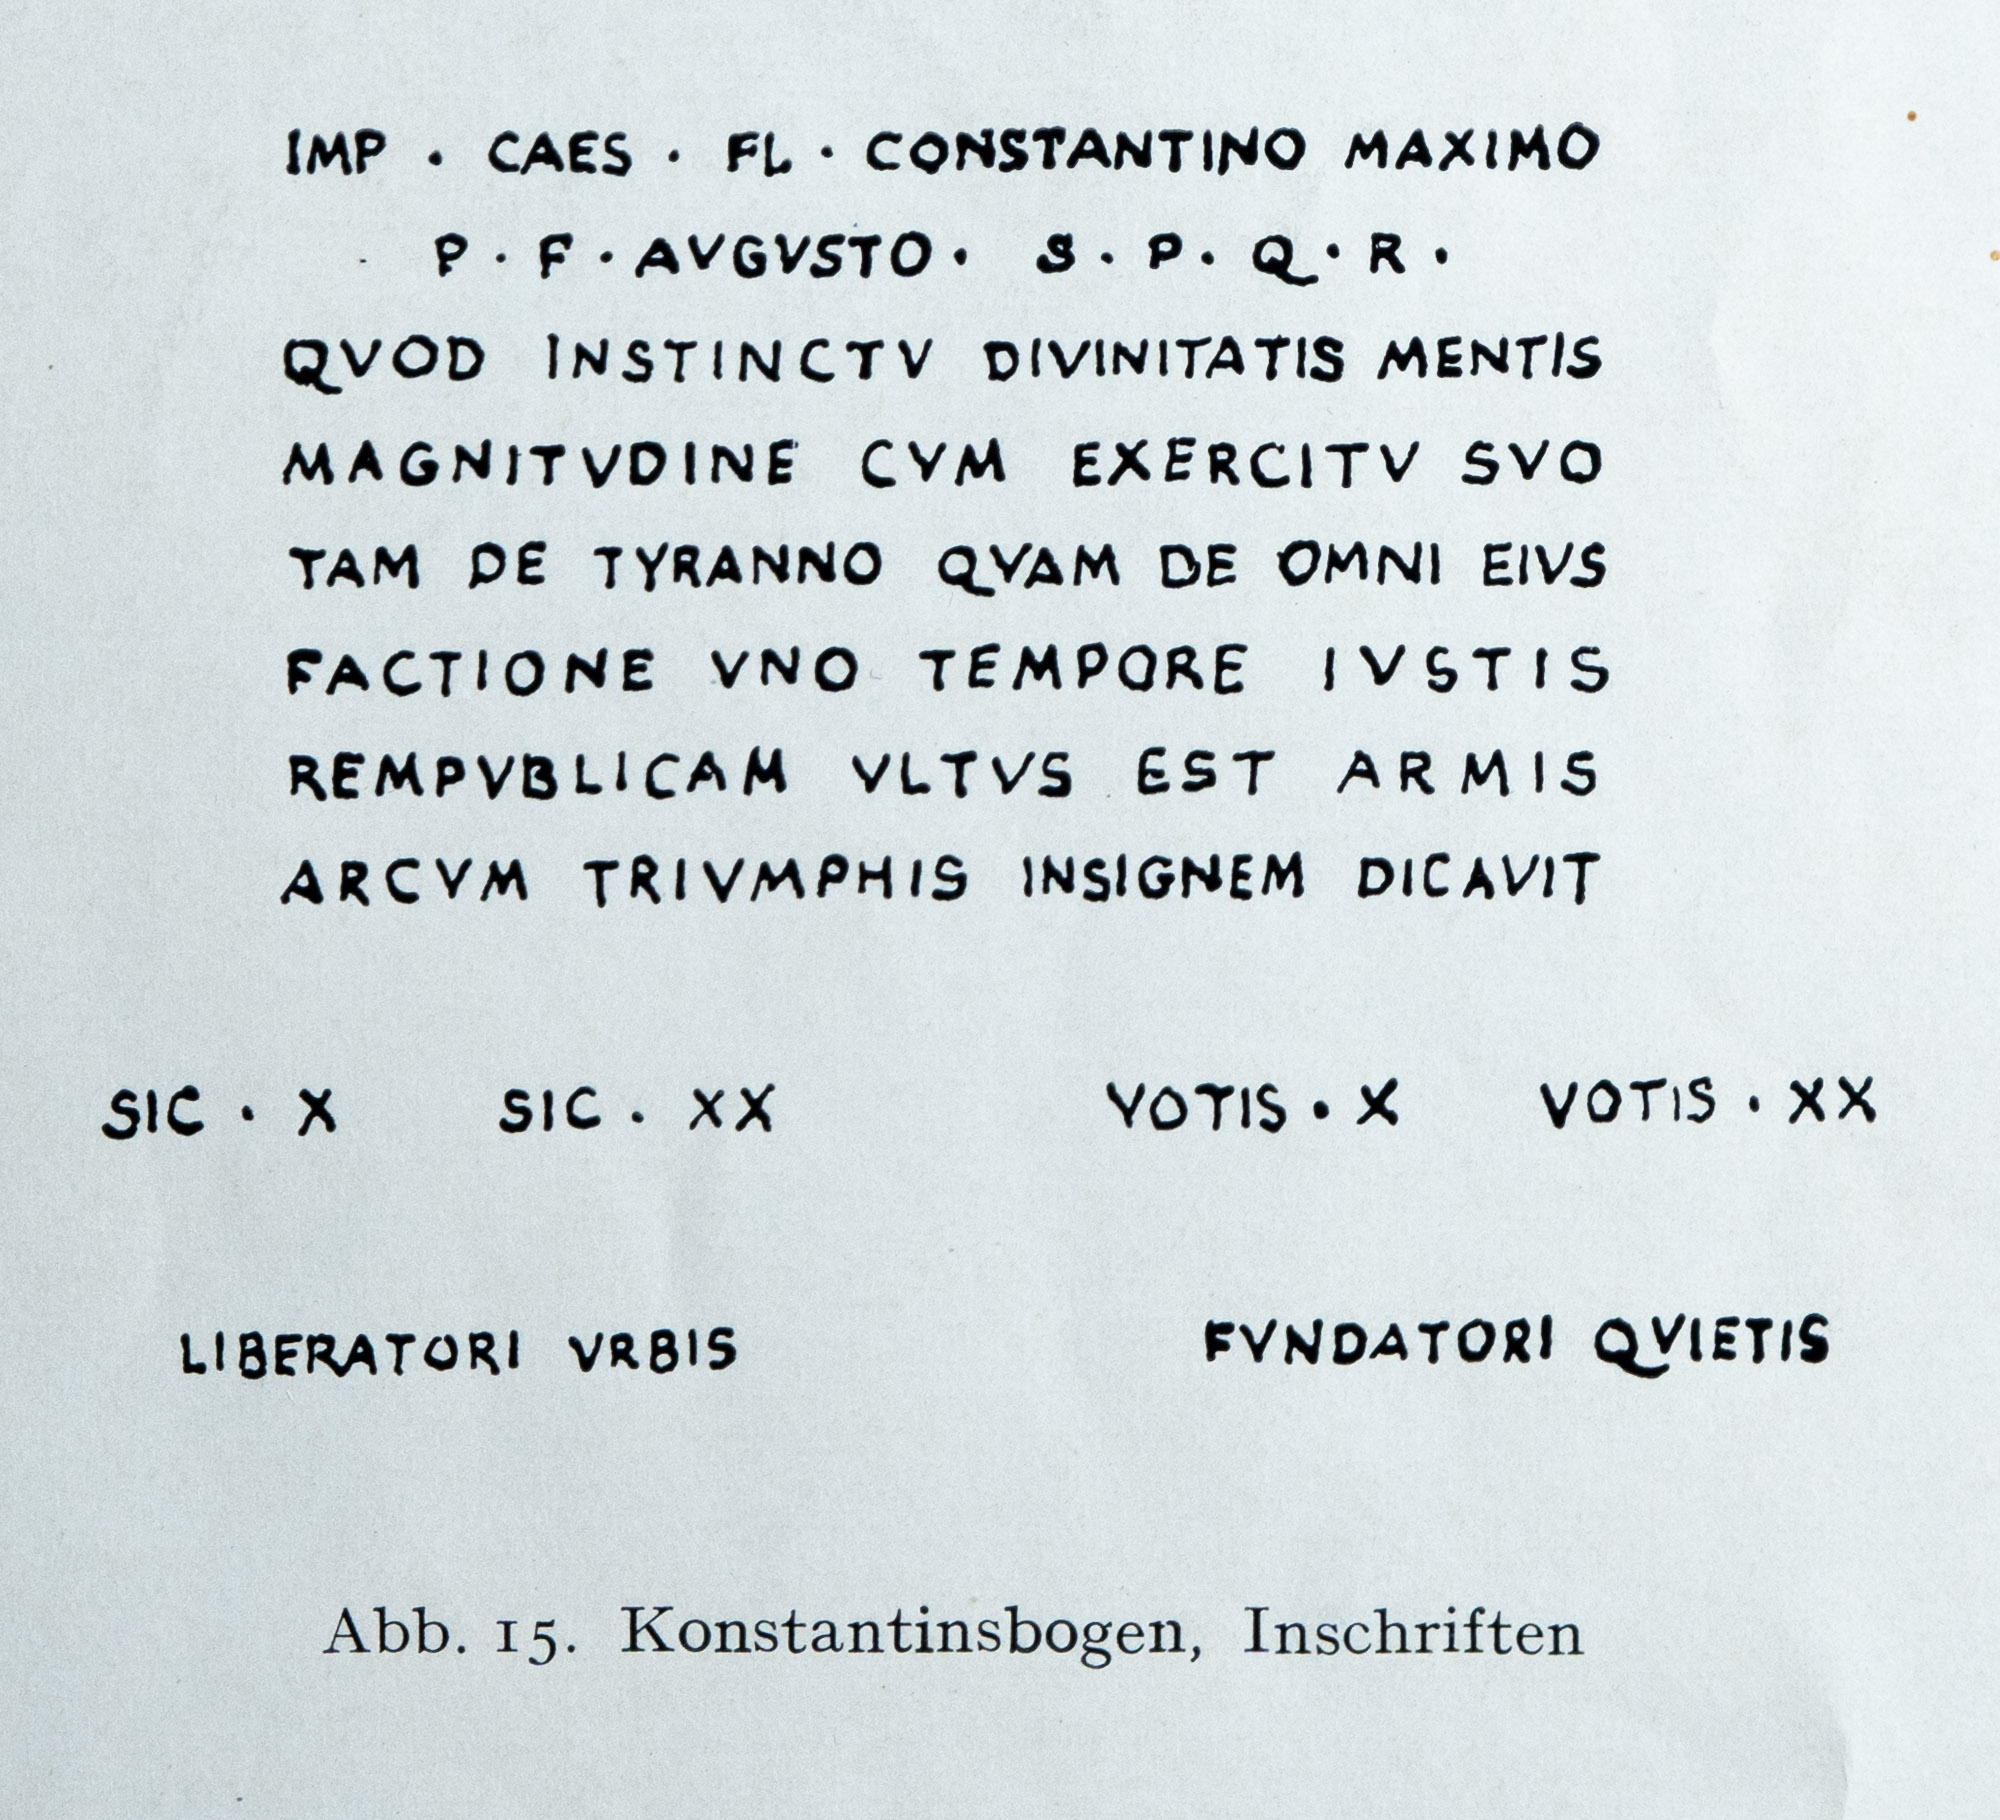 IMP · CAES · FL · CONSTANTINO MAXIMO
P · F · AVGVSTO · S · P · Q · R ·
QVOD INSTINCTV DIVINITATIS MENTIS
MAGNITVDINE CVM EXERCITV SVO
TAM DE TYRANNO QVAM DE OMNI EIVS
FACTIONE VNO TEMPORE IVSTIS
REMPVBLICAM VLTVS EST ARMIS
ARCVM TRIVMPHIS INSIGNEM DICAVIT
SIC · X SIC · XX VOTIS · X VOTIS · XX
LIBERATORI VRBIS FVNDATORI QVIETIS
Abb. 15. Konstantinsbogen, Inschriften